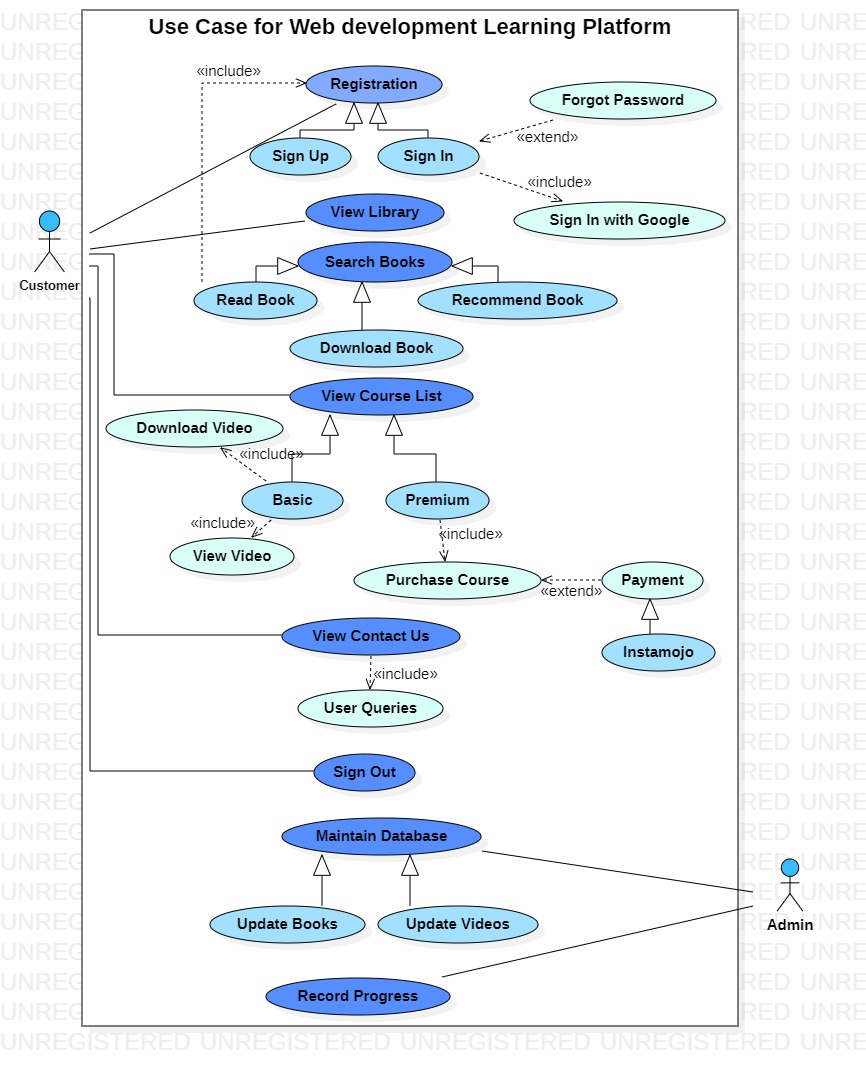 Use Case for Web development Learning Platform
«include»
Registration
Forgot Password
«extend»
Sign Up
Sign In
«include»
View Library
Sign In with Google
Customer
Search Books
Read Book
Recommend Book
Download Book
View Course List
Download Video
«include»
Basic
Premium
«include»
«include»
View Video
Purchase Course
Payment
«extend»
View Contact Us
Instamojo
«include»
User Queries
Sign Out
Maintain Database
Update Books
Update Videos
Admin
Record Progress
UNREGISTERED UNREGISTERED UNREGISTERED UNREGISTERED UNRE